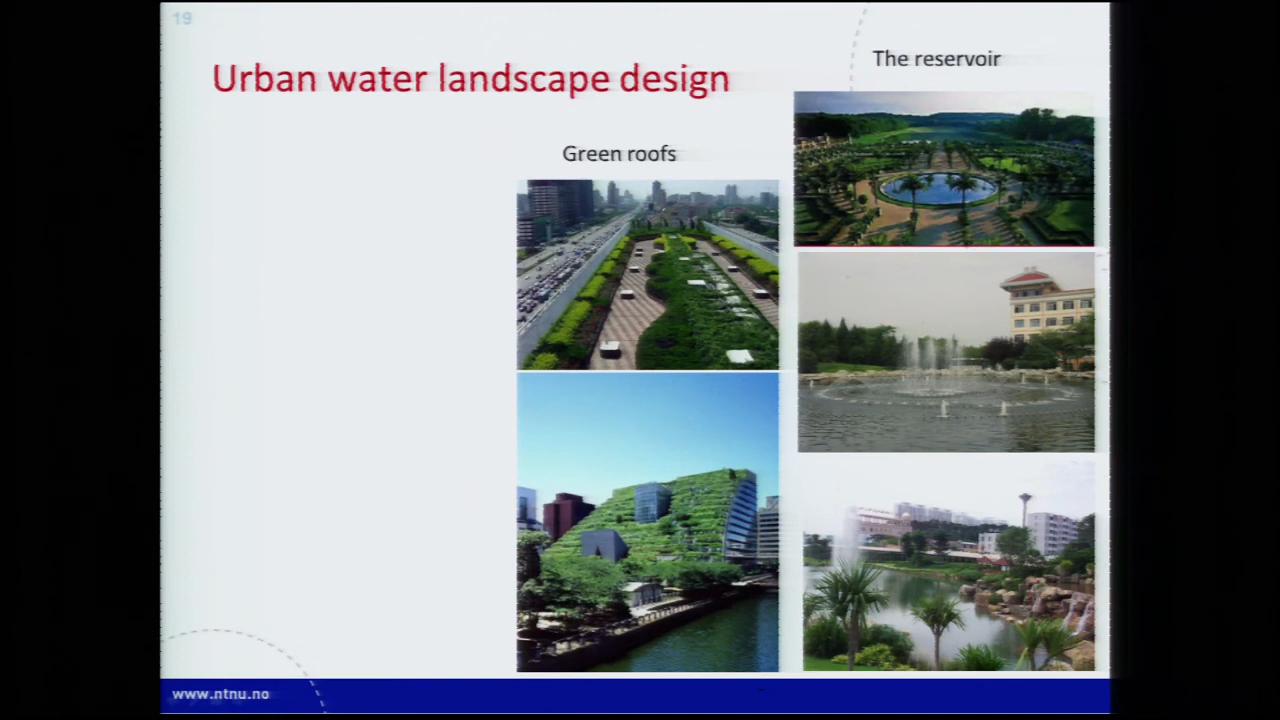 19
Urban water landscape design
The reservoir
Green roofs
www.ntnu.no